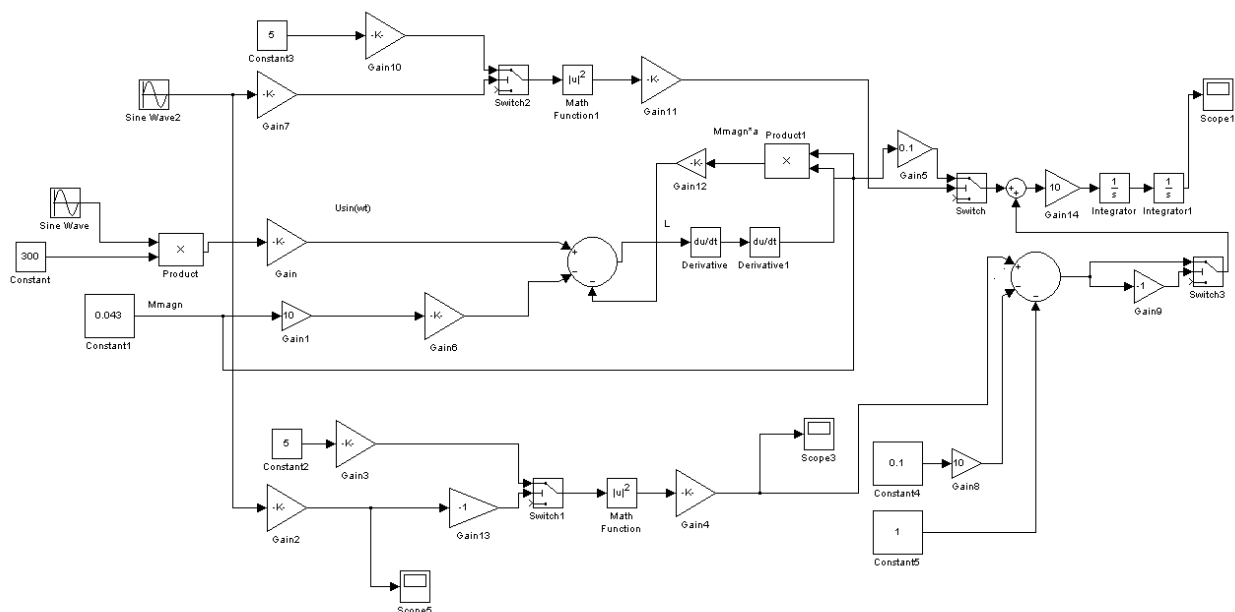 5
Constant3
-K-
Gain10
Sine Wave2
-K-
Gain7
Switch2
|u|²
Math
Function1
-K-
Gain11
Scope1
Mmagn*a
Product1
×
-K-
Gain12
0.1
Gain5
Switch
++
10
Gain14
1
s
Integrator
1
s
Integrator1
Sine Wave
Usin(wt)
300
Constant
×
Product
-K-
Gain
+
−
−
L
du/dt
Derivative
du/dt
Derivative1
Mmagn
0.043
Constant1
10
Gain1
-K-
Gain6
+
−
−
-1
Gain9
Switch3
5
Constant2
-K-
Gain3
-K-
Gain2
-1
Gain13
Switch1
|u|²
Math
Function
-K-
Gain4
Scope3
0.1
Constant4
10
Gain8
1
Constant5
Scope5